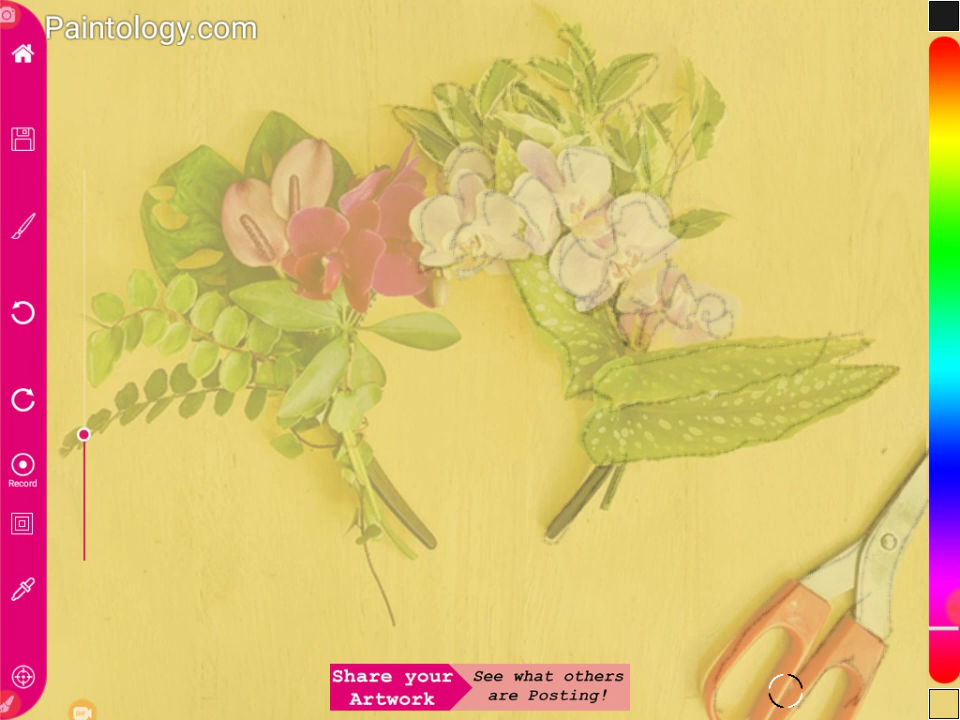 Paintology.com
Record
Share your
Artwork
See what others
are Posting!